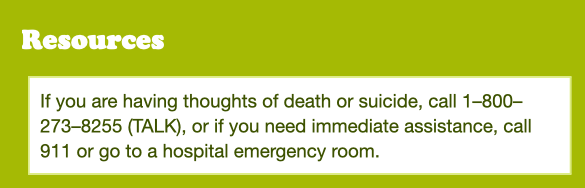 Resources
If you are having thoughts of death or suicide, call 1–800–
273–8255 (TALK), or if you need immediate assistance, call
911 or go to a hospital emergency room.